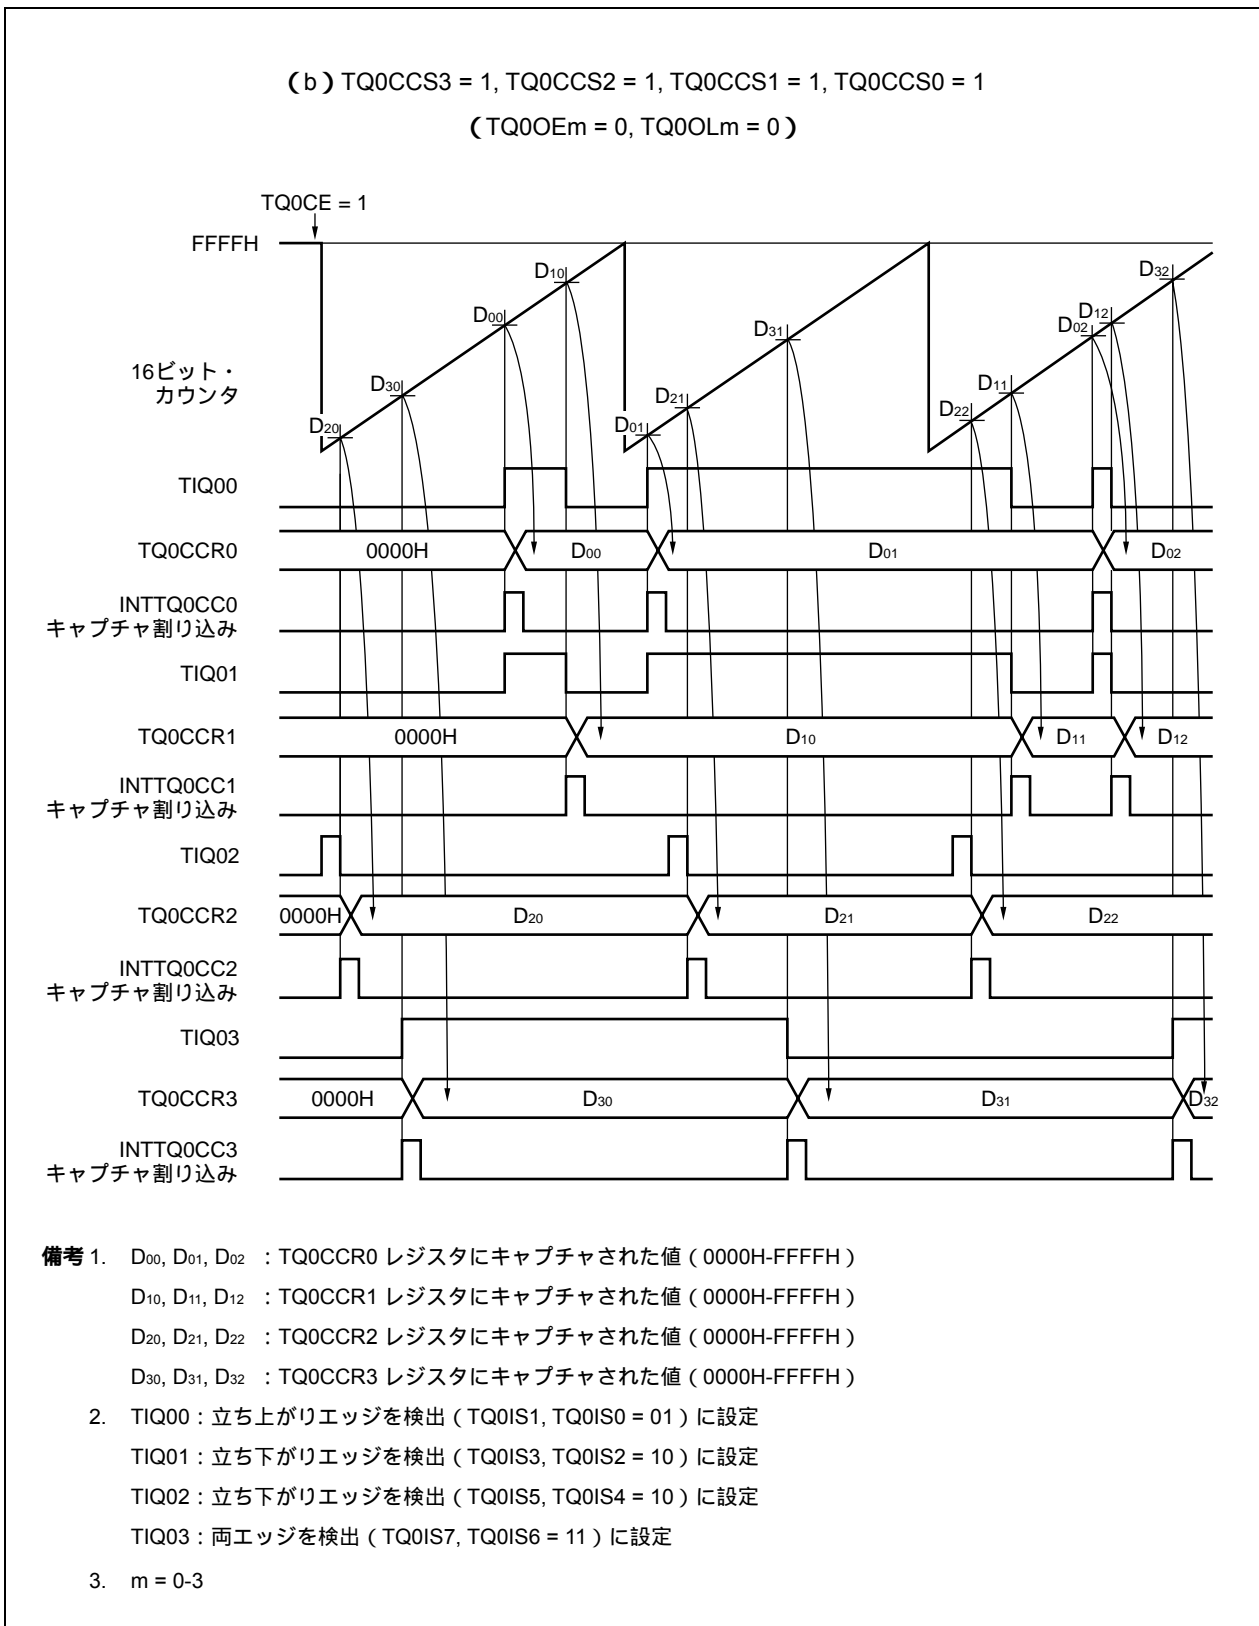 （b）TQ0CCS3 = 1, TQ0CCS2 = 1, TQ0CCS1 = 1, TQ0CCS0 = 1
（TQ0OEm = 0, TQ0OLm = 0）
TQ0CE = 1
FFFFH
16ビット・
カウンタ
D20
D30
D00
D10
D01
D21
D31
D22
D11
D02
D12
D32
TIQ00
TQ0CCR0
0000H
D00
D01
D02
INTTQ0CC0
キャプチャ割り込み
TIQ01
TQ0CCR1
0000H
D10
D11
D12
INTTQ0CC1
キャプチャ割り込み
TIQ02
TQ0CCR2
0000H
D20
D21
D22
INTTQ0CC2
キャプチャ割り込み
TIQ03
TQ0CCR3
0000H
D30
D31
D32
INTTQ0CC3
キャプチャ割り込み
備考 1. D00, D01, D02 ：TQ0CCR0 レジスタにキャプチャされた値（0000H-FFFFH）
D10, D11, D12 ：TQ0CCR1 レジスタにキャプチャされた値（0000H-FFFFH）
D20, D21, D22 ：TQ0CCR2 レジスタにキャプチャされた値（0000H-FFFFH）
D30, D31, D32 ：TQ0CCR3 レジスタにキャプチャされた値（0000H-FFFFH）
2. TIQ00：立ち上がりエッジを検出（TQ0IS1, TQ0IS0 = 01）に設定
TIQ01：立ち下がりエッジを検出（TQ0IS3, TQ0IS2 = 10）に設定
TIQ02：立ち下がりエッジを検出（TQ0IS5, TQ0IS4 = 10）に設定
TIQ03：両エッジを検出（TQ0IS7, TQ0IS6 = 11）に設定
3. m = 0-3